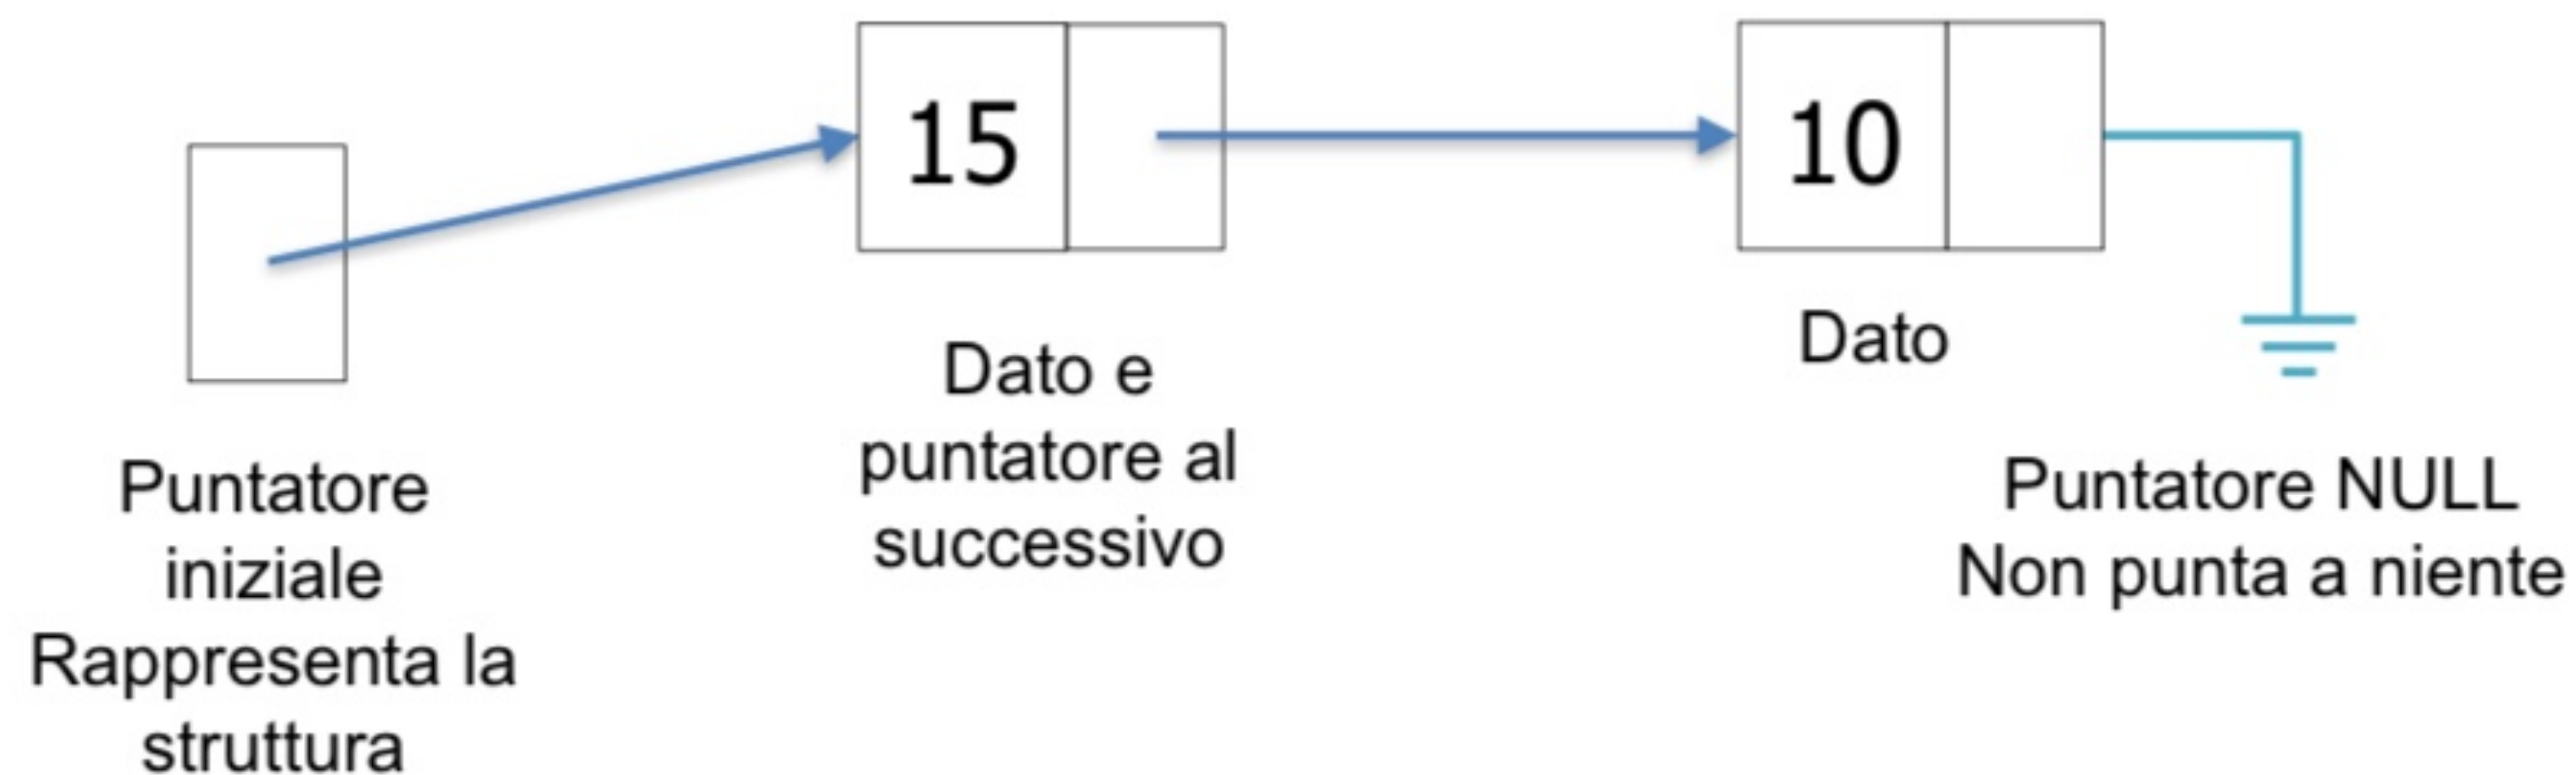 15
10
Puntatore
iniziale
Rappresenta la
struttura
Dato e
puntatore al
successivo
Dato
Puntatore NULL
Non punta a niente